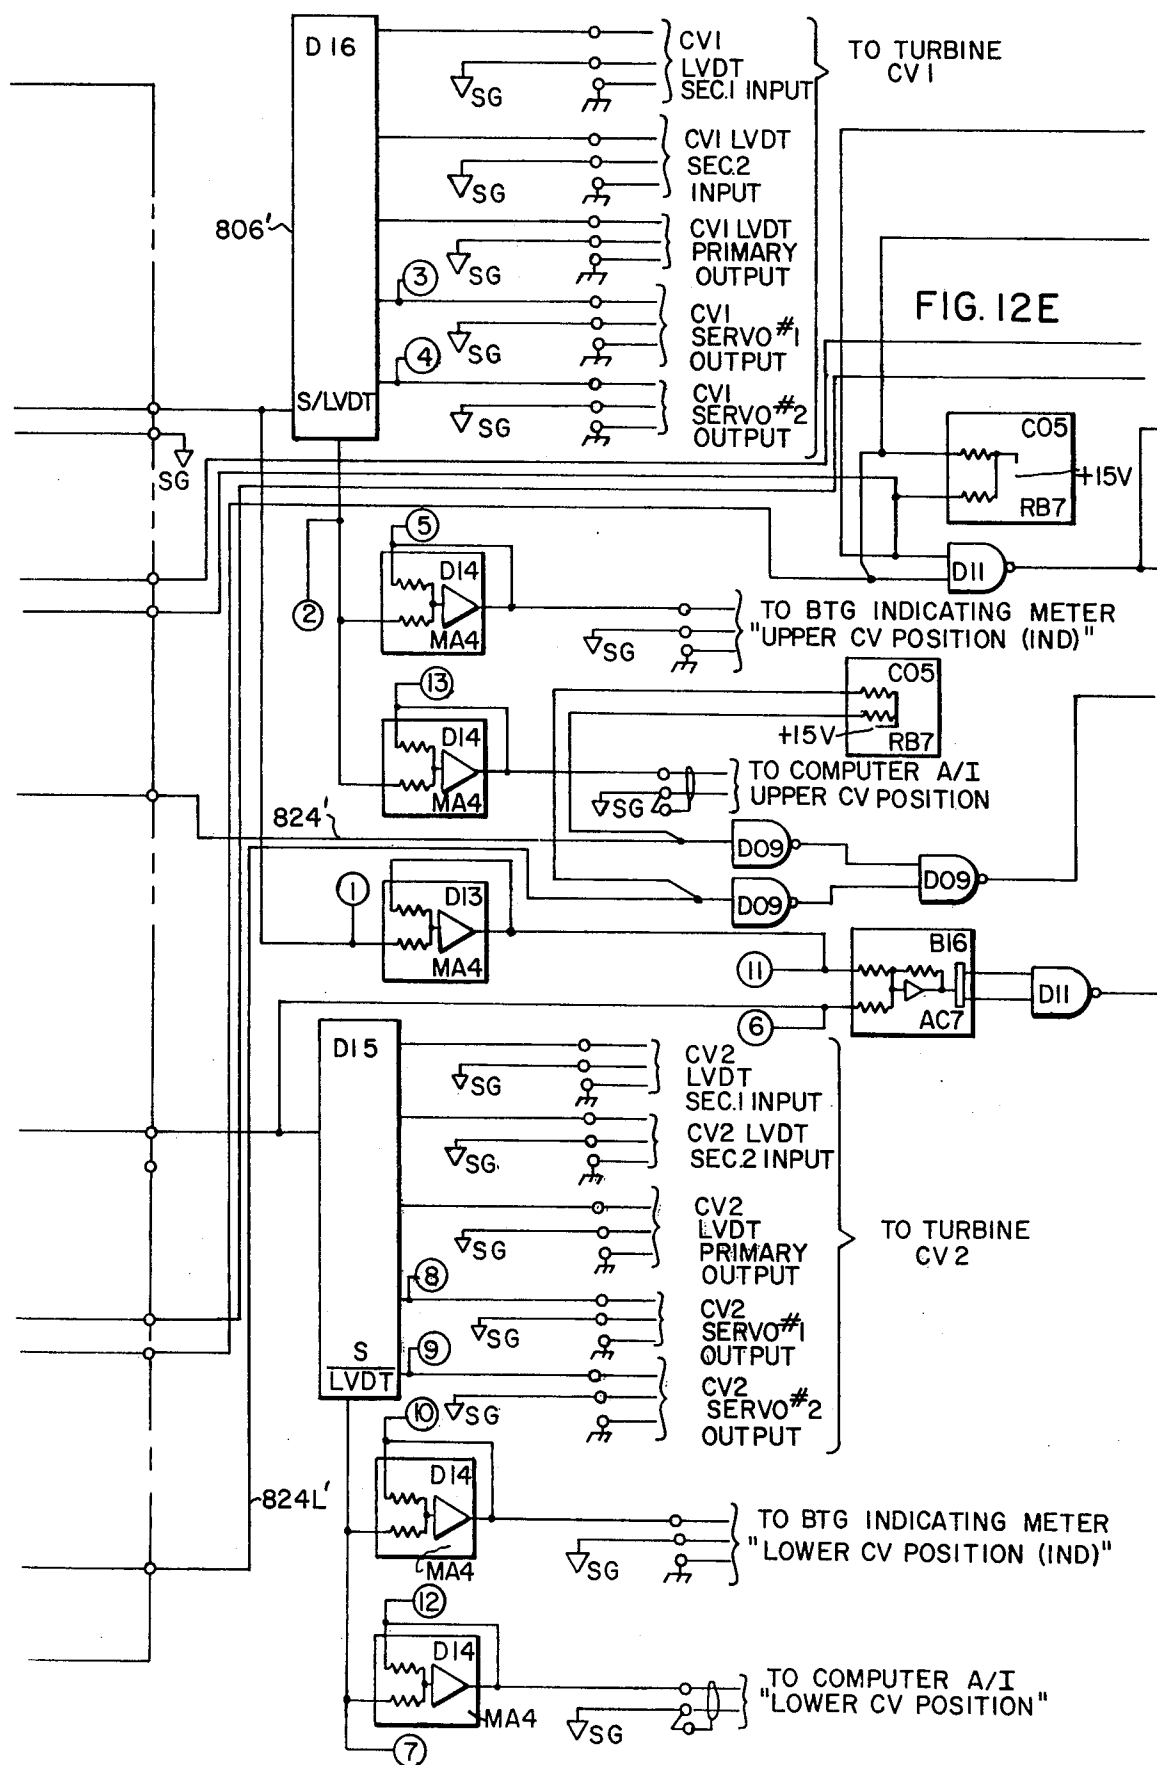 D16
CV1
LVDT
SEC.1 INPUT
TO TURBINE
CV1
SG
CV1 LVDT
SEC.2
INPUT
SG
806'
CV1 LVDT
PRIMARY
OUTPUT
SG
3
CV1
SERVO #1
OUTPUT
SG
FIG. 12E
4
S/LVDT
CV1
SERVO #2
OUTPUT
SG
SG
C05
+15V
RB7
5
D14
MA4
2
D11
TO BTG INDICATING METER
"UPPER CV POSITION (IND)"
SG
13
D14
MA4
C05
+15V
RB7
TO COMPUTER A/I
UPPER CV POSITION
SG
824'
D09
D09
D09
1
D13
MA4
11
B16
AC7
D11
6
D15
CV2
LVDT
SEC.1 INPUT
SG
CV2 LVDT
SEC.2 INPUT
SG
CV2
LVDT
PRIMARY
OUTPUT
SG
TO TURBINE
CV2
8
CV2
SERVO #1
OUTPUT
SG
9
S
LVDT
CV2
SERVO #2
OUTPUT
SG
10
D14
MA4
824L'
TO BTG INDICATING METER
"LOWER CV POSITION (IND)"
SG
12
D14
MA4
TO COMPUTER A/I
"LOWER CV POSITION"
SG
7